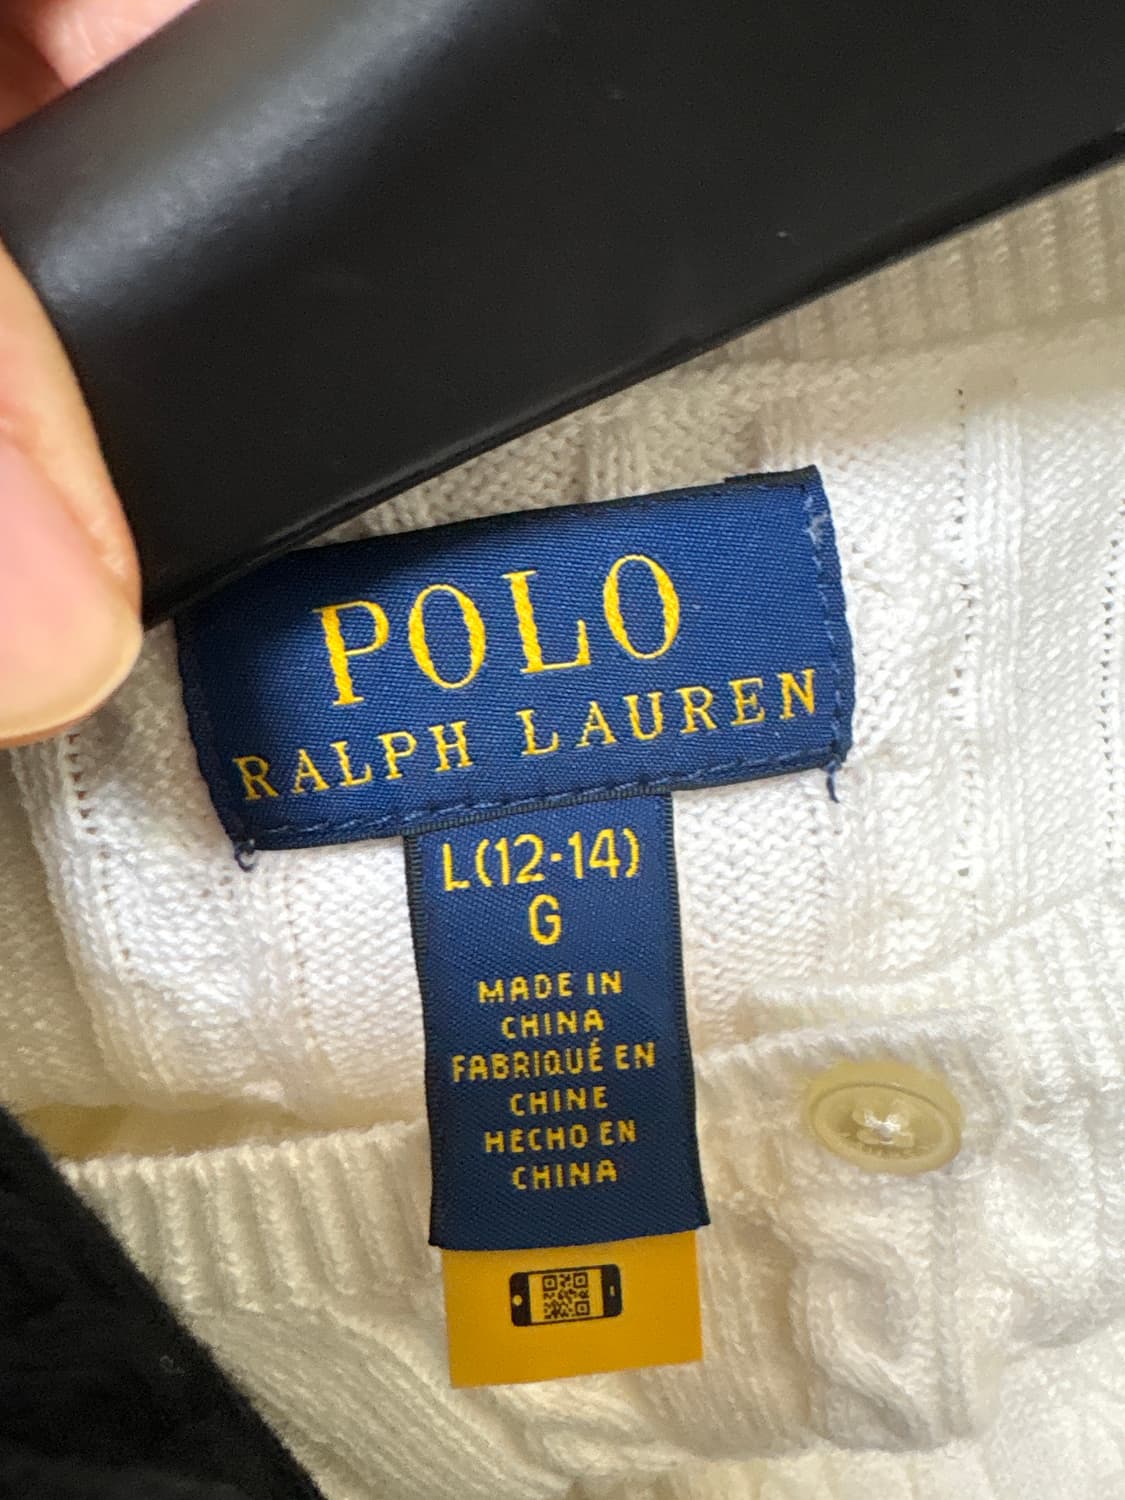 POLO
RALPH LAUREN
L(12-14)
G
MADE IN
CHINA
FABRIQUÉ EN
CHINE
HECHO EN
CHINA